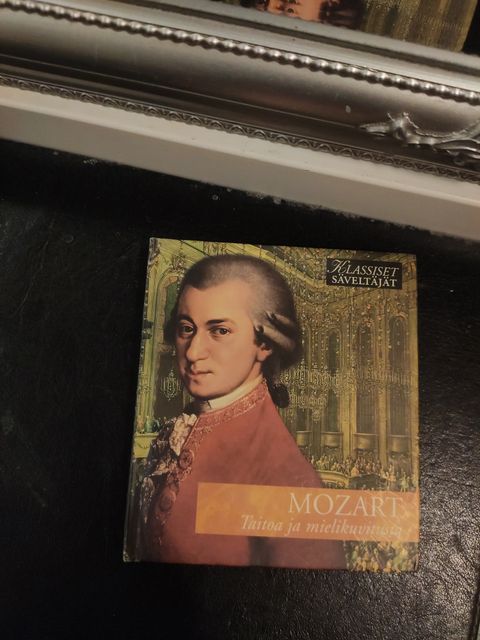 KLASSISET
SÄVELTÄJÄT
MOZART
Taitoa ja mielikuvitusta